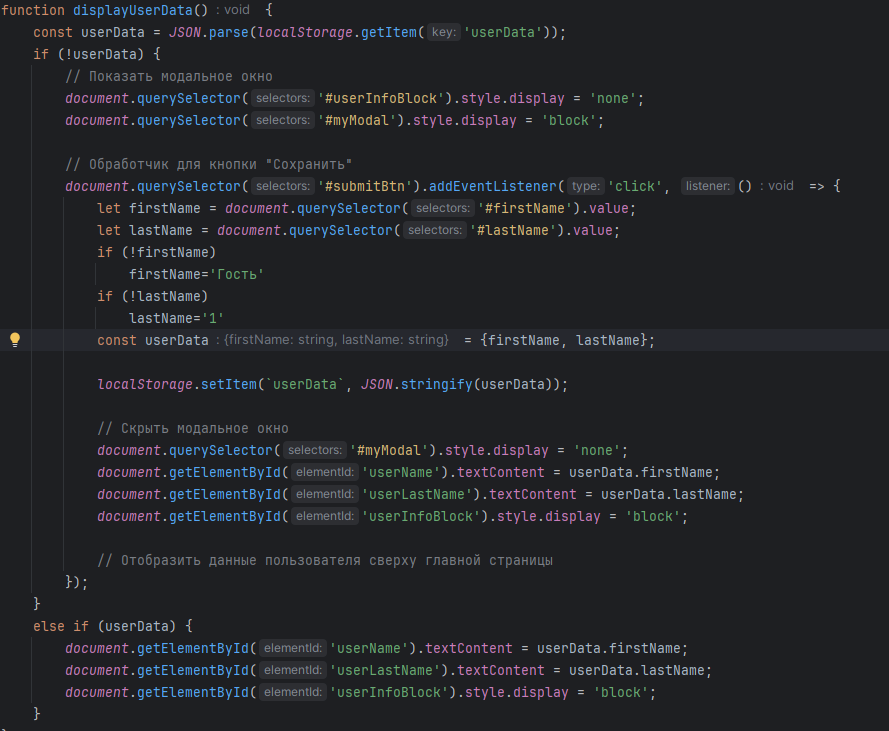 function displayUserData() : void {
const userData = JSON.parse(localStorage.getItem( key: 'userData'));
if (!userData) {
// Показать модальное окно
document.querySelector( selectors: '#userInfoBlock').style.display = 'none';
document.querySelector( selectors: '#myModal').style.display = 'block';
// Обработчик для кнопки "Сохранить"
document.querySelector( selectors: '#submitBtn').addEventListener( type: 'click', listener: () : void => {
let firstName = document.querySelector( selectors: '#firstName').value;
let lastName = document.querySelector( selectors: '#lastName').value;
if (!firstName)
firstName='Гость'
if (!lastName)
lastName='1'
const userData : {firstName: string, lastName: string} = {firstName, lastName};
localStorage.setItem(`userData`, JSON.stringify(userData));
// Скрыть модальное окно
document.querySelector( selectors: '#myModal').style.display = 'none';
document.getElementById( elementId: 'userName').textContent = userData.firstName;
document.getElementById( elementId: 'userLastName').textContent = userData.lastName;
document.getElementById( elementId: 'userInfoBlock').style.display = 'block';
// Отобразить данные пользователя сверху главной страницы
});
}
else if (userData) {
document.getElementById( elementId: 'userName').textContent = userData.firstName;
document.getElementById( elementId: 'userLastName').textContent = userData.lastName;
document.getElementById( elementId: 'userInfoBlock').style.display = 'block';
}